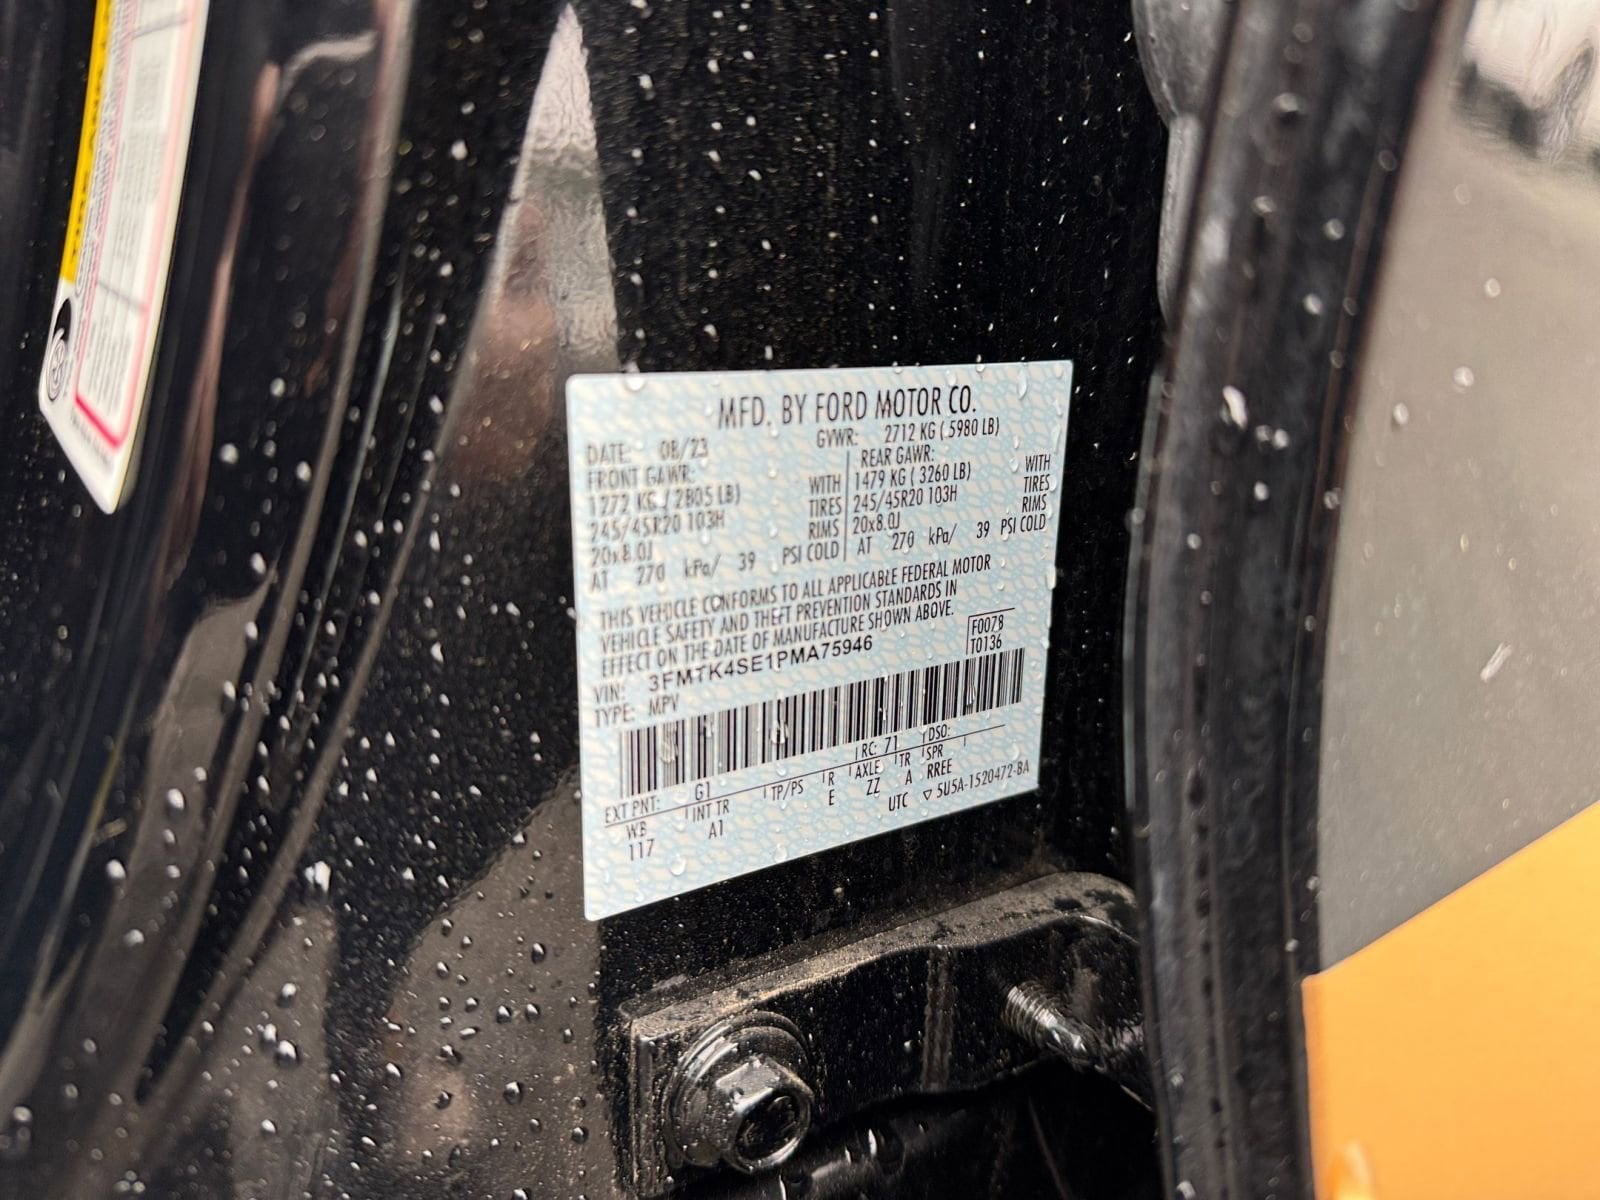 MFD. BY FORD MOTOR CO.
DATE: 08/23 GVWR: 2712 KG ( 5980 LB)
FRONT GAWR: REAR GAWR:
1272 KG ( 2805 LB) WITH 1479 KG ( 3260 LB) WITH
245/45R20 103H TIRES 245/45R20 103H TIRES
20x8.0J RIMS 20x8.0J RIMS
AT 270 kPa/ 39 PSI COLD AT 270 kPa/ 39 PSI COLD
THIS VEHICLE CONFORMS TO ALL APPLICABLE FEDERAL MOTOR
VEHICLE SAFETY AND THEFT PREVENTION STANDARDS IN
EFFECT ON THE DATE OF MANUFACTURE SHOWN ABOVE.
F0078
VIN: 3FMTK4SE1PMA75946 T0136
TYPE: MPV
EXT PNT: G1 RC: 71 DSO:
WB INT TR TP/PS R AXLE TR SPR
117 A1 E ZZ A RREE
UTC ▽ 5U5A-1520472-BA